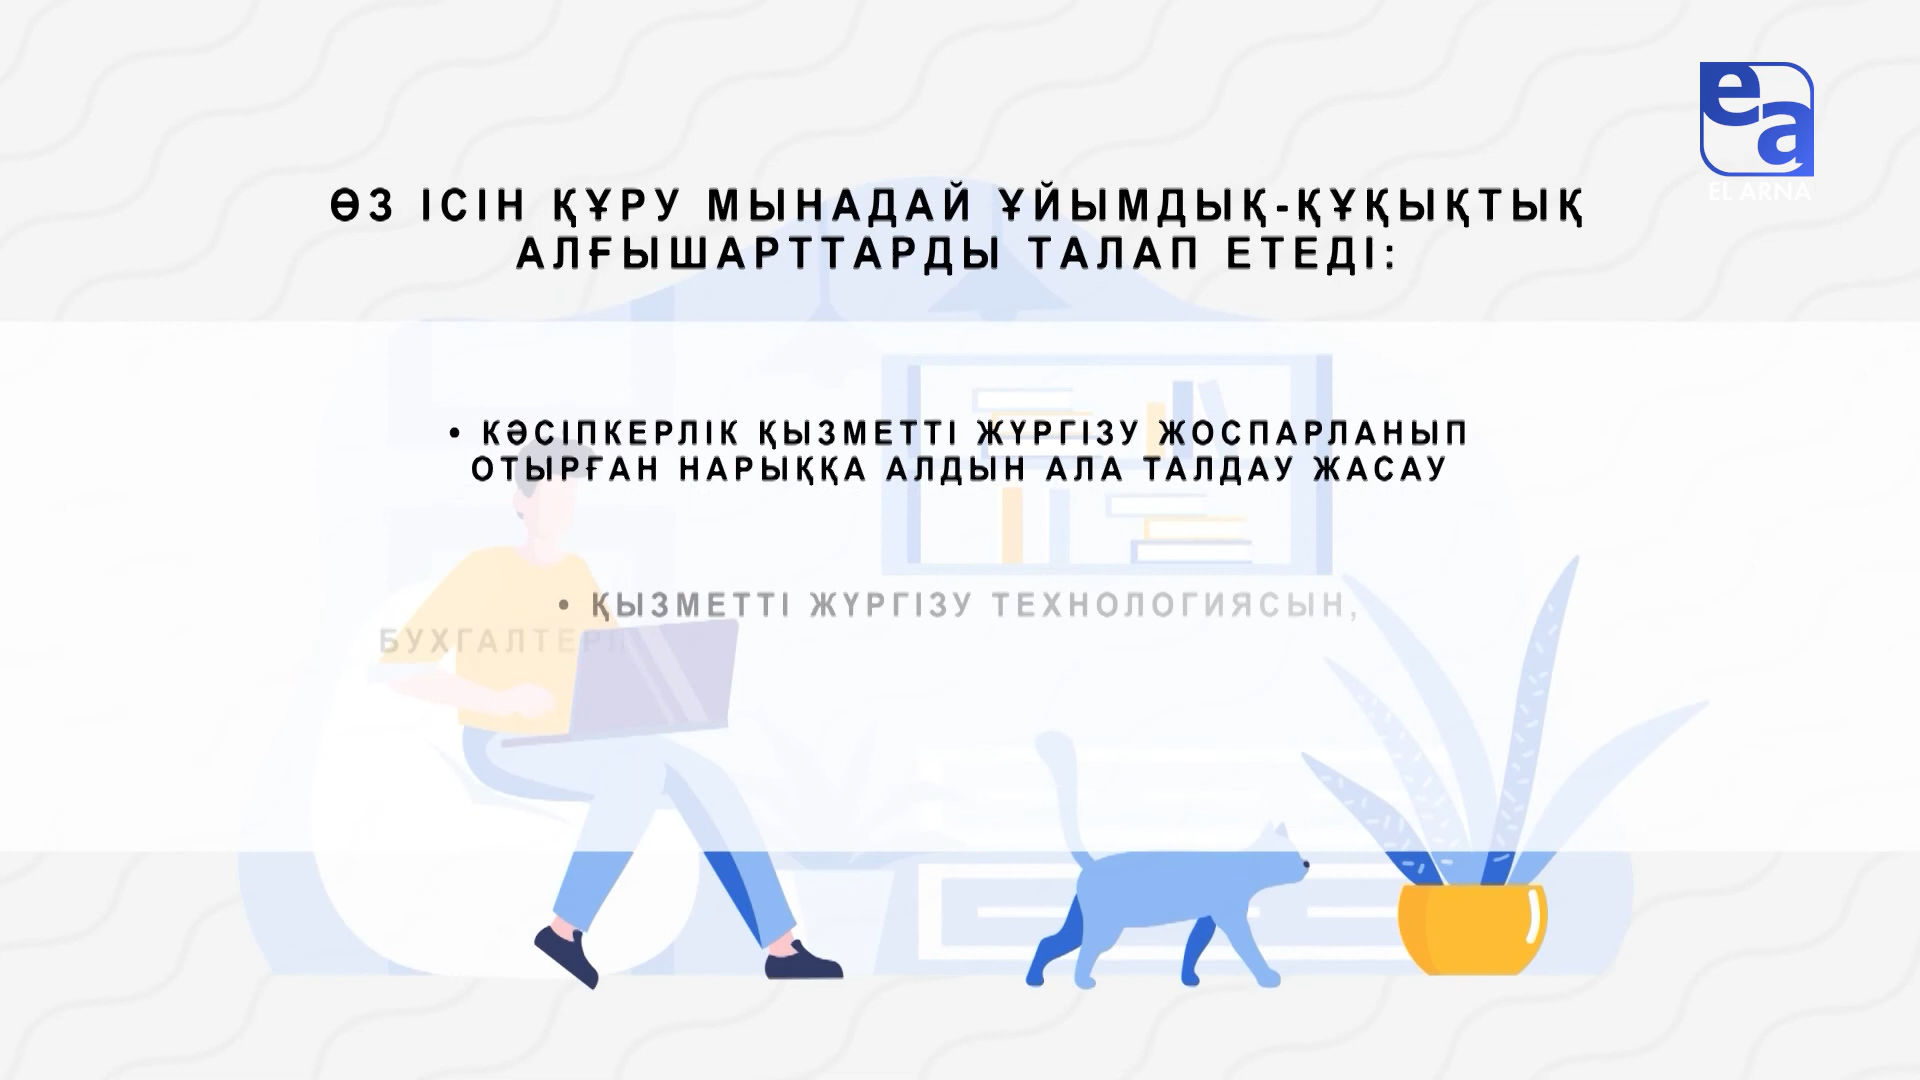 ea
EL ARNA
ӨЗ ІСІН ҚҰРУ МЫНАДАЙ ҰЙЫМДЫҚ-ҚҰҚЫҚТЫҚ
АЛҒЫШАРТТАРДЫ ТАЛАП ЕТЕДІ:
• КӘСІПКЕРЛІК ҚЫЗМЕТТІ ЖҮРГІЗУ ЖОСПАРЛАНЫП
ОТЫРҒАН НАРЫҚҚА АЛДЫН АЛА ТАЛДАУ ЖАСАУ
• ҚЫЗМЕТТІ ЖҮРГІЗУ ТЕХНОЛОГИЯСЫН,